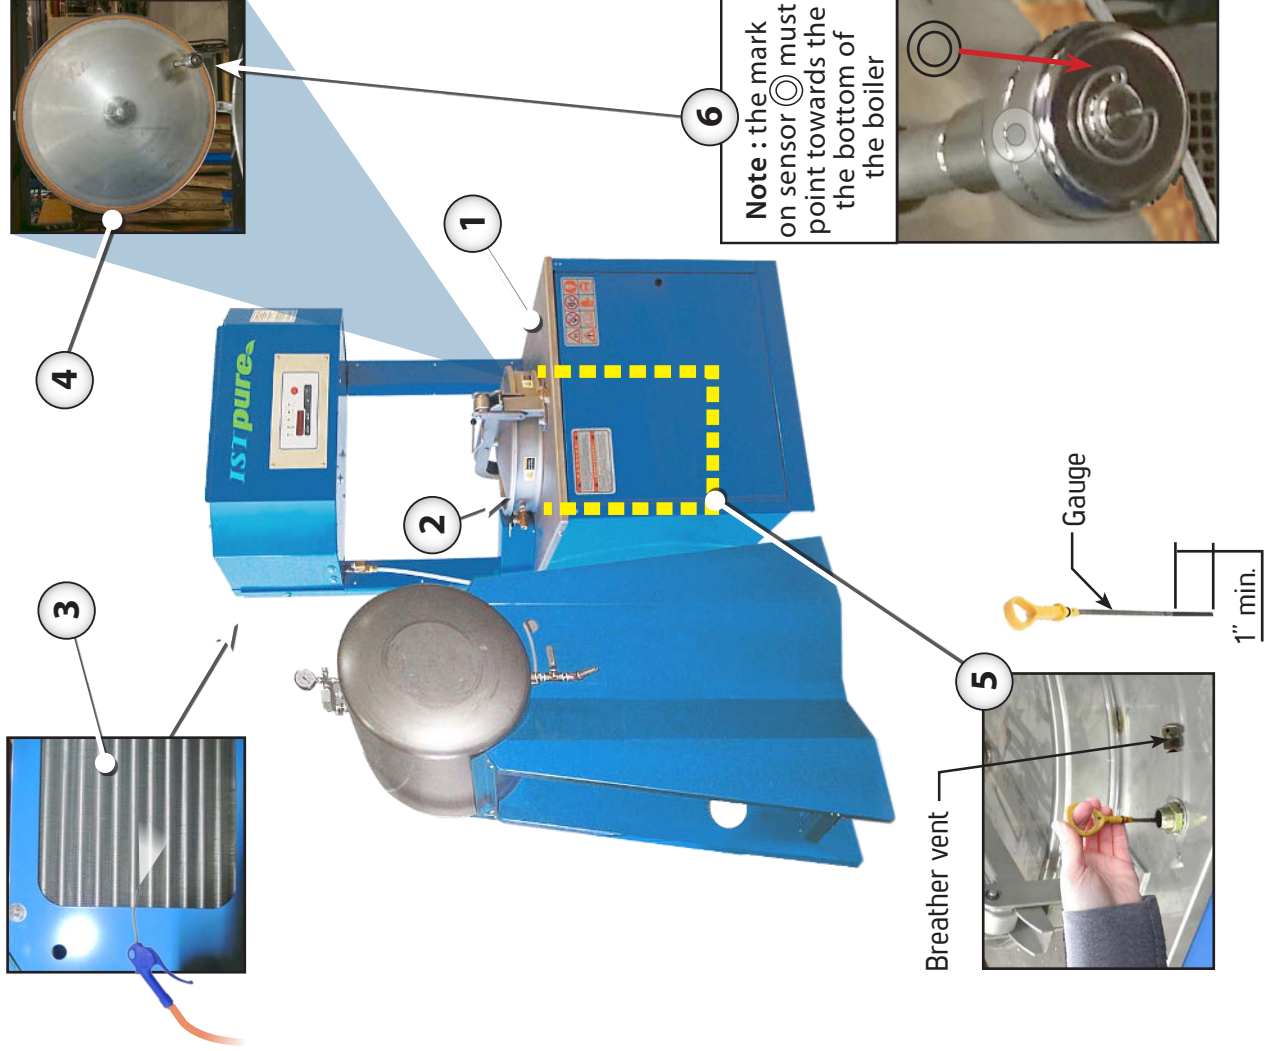 4
6
Note : the mark
on sensor ◎ must
point towards the
the bottom of
the boiler
1
ISTpure
2
3
5
Gauge
1” min.
Breather vent